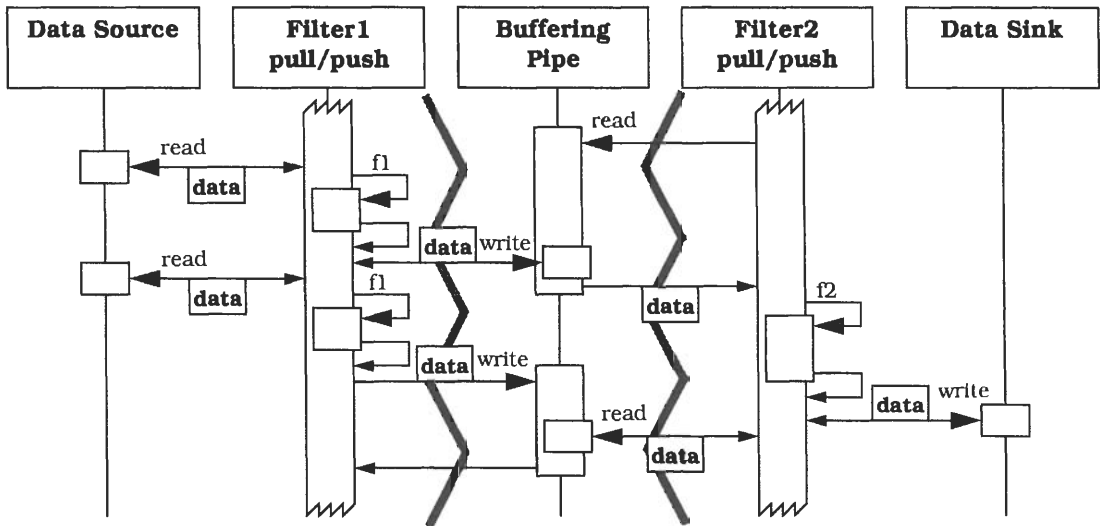 Data Source
Filter1
pull/push
Buffering
Pipe
Filter2
pull/push
Data Sink
read
read
data
f1
data
write
read
data
f1
data
f2
data
write
data
write
read
data